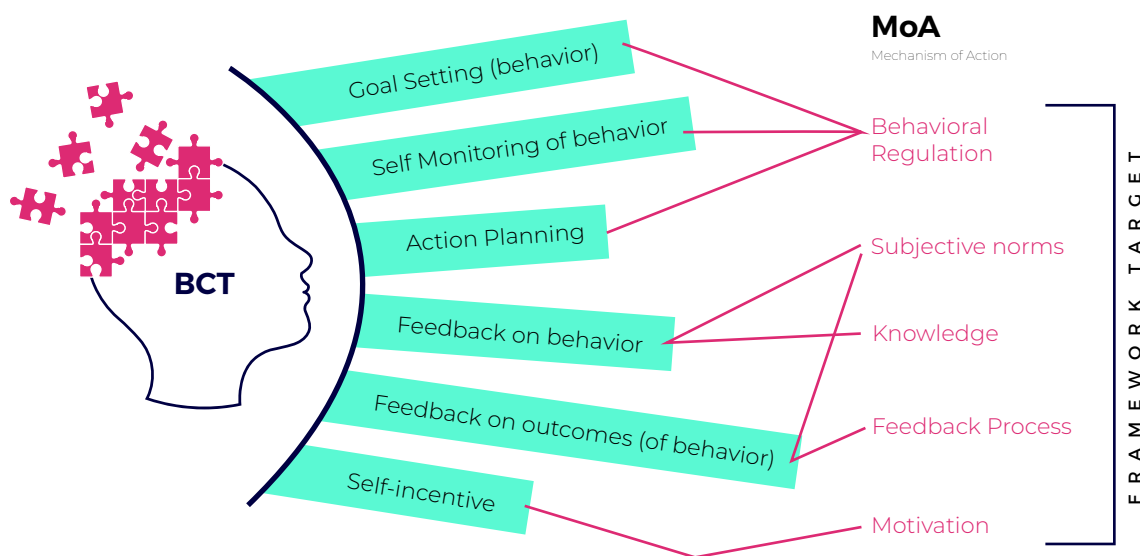 MoA
Mechanism of Action
Goal Setting (behavior)
Self Monitoring of behavior
Action Planning
BCT
Feedback on behavior
Feedback on outcomes (of behavior)
Self-incentive
Behavioral
Regulation
Subjective norms
Knowledge
Feedback Process
Motivation
FRAMEWORK TARGET